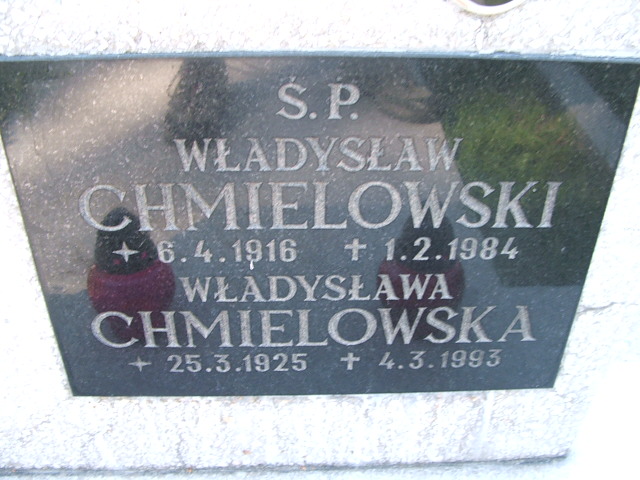 Ś.P.
WŁADYSŁAW
CHMIELOWSKI
✦ 6.4.1916 ✝ 1.2.1984
WŁADYSŁAWA
CHMIELOWSKA
✦ 25.3.1925 ✝ 4.3.1993